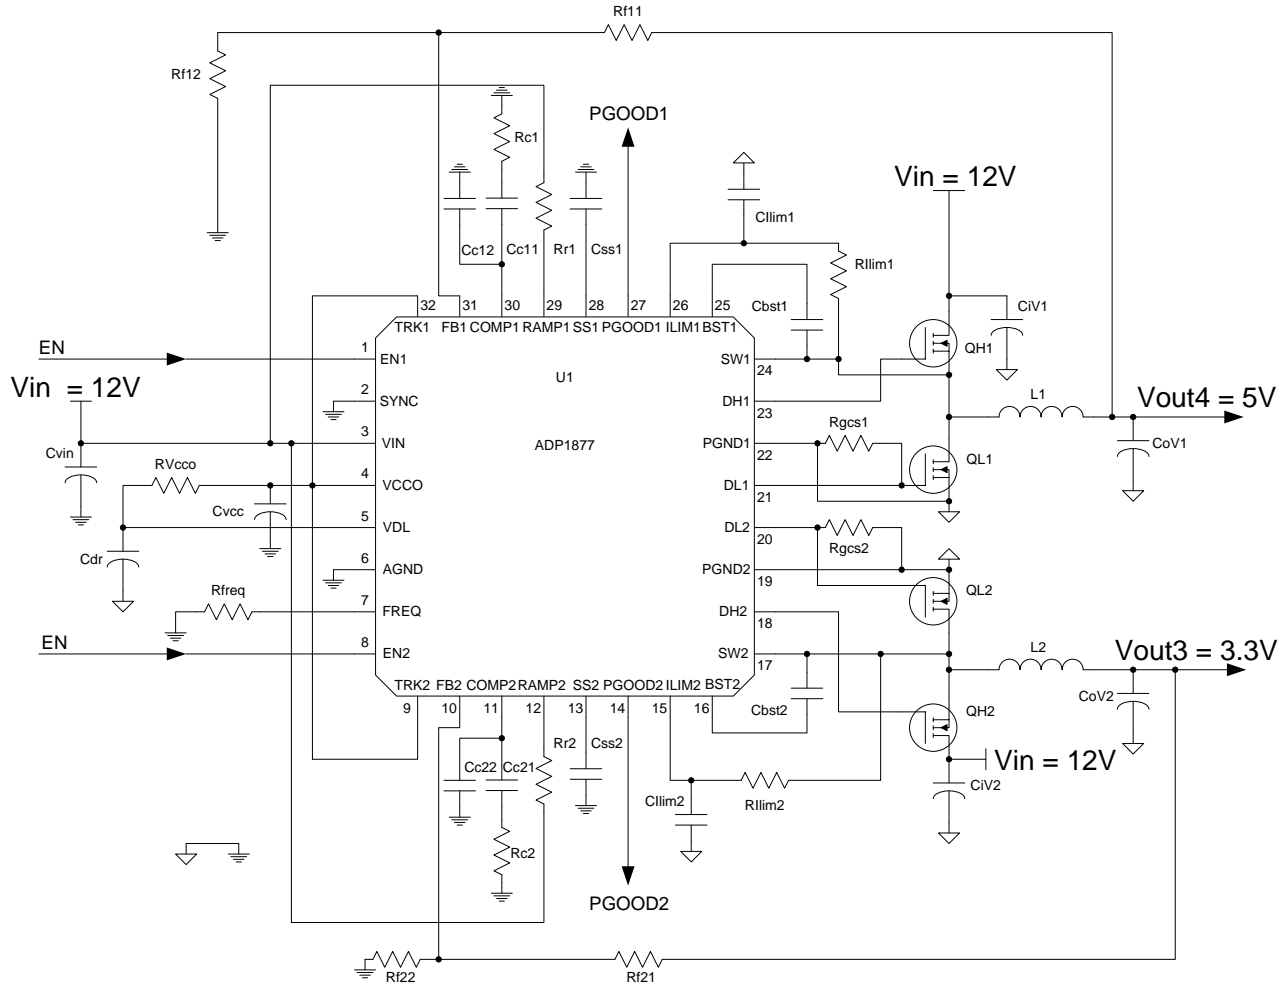 Rf11
Rf12
PGOOD1
Rc1
Vin = 12V
CIlim1
Cc12
Cc11
Rr1
Css1
RIlim1
Cbst1
CiV1
32
31
30
29
28
27
26
25
TRK1
FB1
COMP1
RAMP1
SS1
PGOOD1
ILIM1
BST1
EN
1
EN1
U1
SW1
24
QH1
Vin = 12V
2
SYNC
DH1
23
L1
Vout4 = 5V
3
VIN
ADP1877
PGND1
22
Rgcs1
CoV1
Cvin
RVcco
4
VCCO
DL1
21
QL1
Cvcc
5
VDL
DL2
20
Rgcs2
Cdr
6
AGND
PGND2
19
QL2
Rfreq
7
FREQ
DH2
18
EN
8
EN2
SW2
17
L2
Vout3 = 3.3V
TRK2
FB2
COMP2
RAMP2
SS2
PGOOD2
ILIM2
BST2
9
10
11
12
13
14
15
16
Cbst2
QH2
CoV2
Rr2
Css2
Cc22
Cc21
Vin = 12V
CIlim2
RIlim2
CiV2
Rc2
PGOOD2
Rf22
Rf21